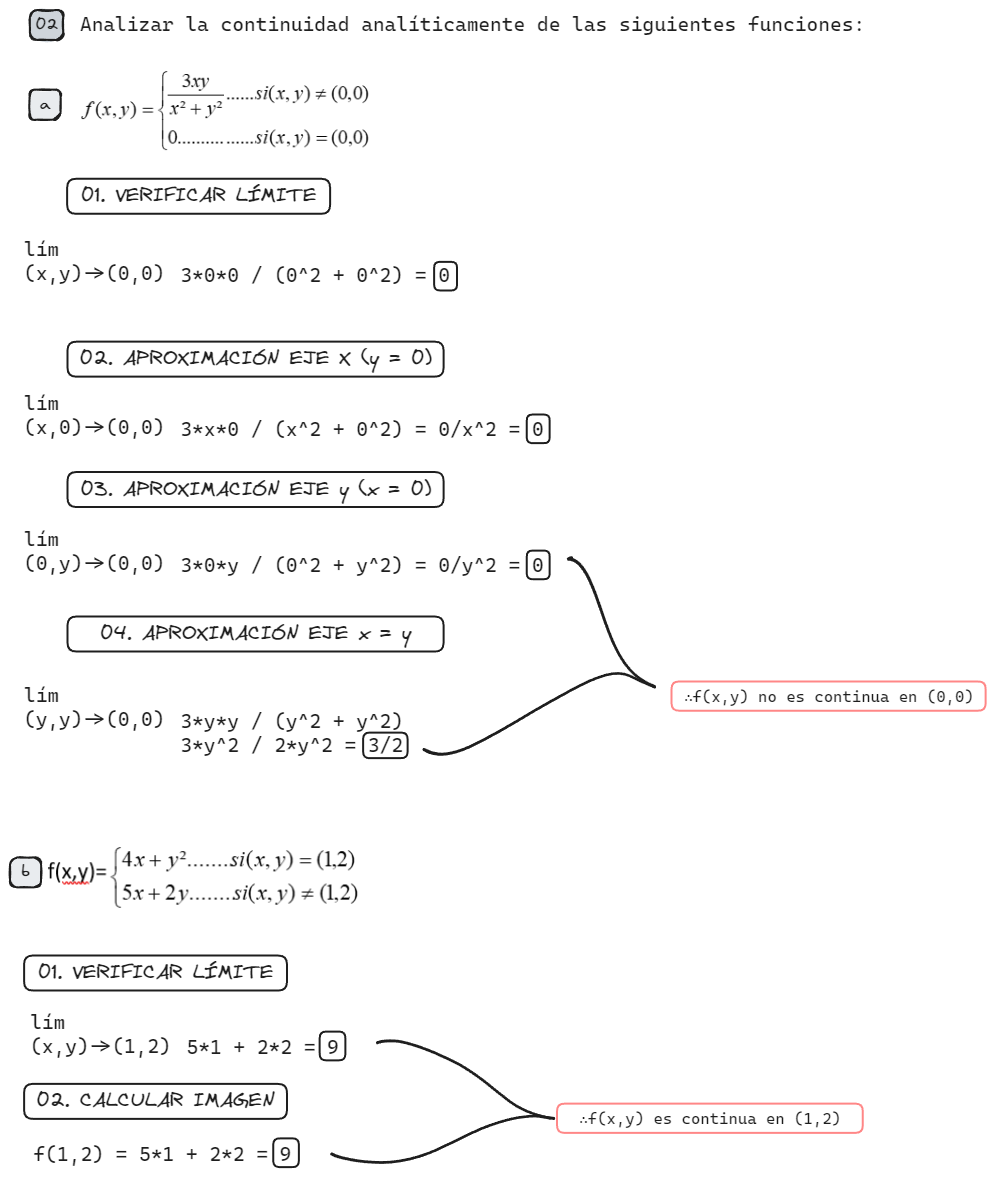 02 Analizar la continuidad analíticamente de las siguientes funciones:
a f(x,y) = { 3xy / x² + y² ......si(x,y) ≠ (0,0)
0.................si(x,y) = (0,0)
01. VERIFICAR LÍMITE
lím
(x,y)→(0,0) 3*0*0 / (0^2 + 0^2) = 0
02. APROXIMACIÓN EJE x (y = 0)
lím
(x,0)→(0,0) 3*x*0 / (x^2 + 0^2) = 0/x^2 = 0
03. APROXIMACIÓN EJE y (x = 0)
lím
(0,y)→(0,0) 3*0*y / (0^2 + y^2) = 0/y^2 = 0
04. APROXIMACIÓN EJE x = y
lím
(y,y)→(0,0) 3*y*y / (y^2 + y^2)
3*y^2 / 2*y^2 = 3/2
∴f(x,y) no es continua en (0,0)
b f(x,y)= { 4x + y².......si(x,y) = (1,2)
5x + 2y.......si(x,y) ≠ (1,2)
01. VERIFICAR LÍMITE
lím
(x,y)→(1,2) 5*1 + 2*2 = 9
02. CALCULAR IMAGEN
f(1,2) = 5*1 + 2*2 = 9
∴f(x,y) es continua en (1,2)